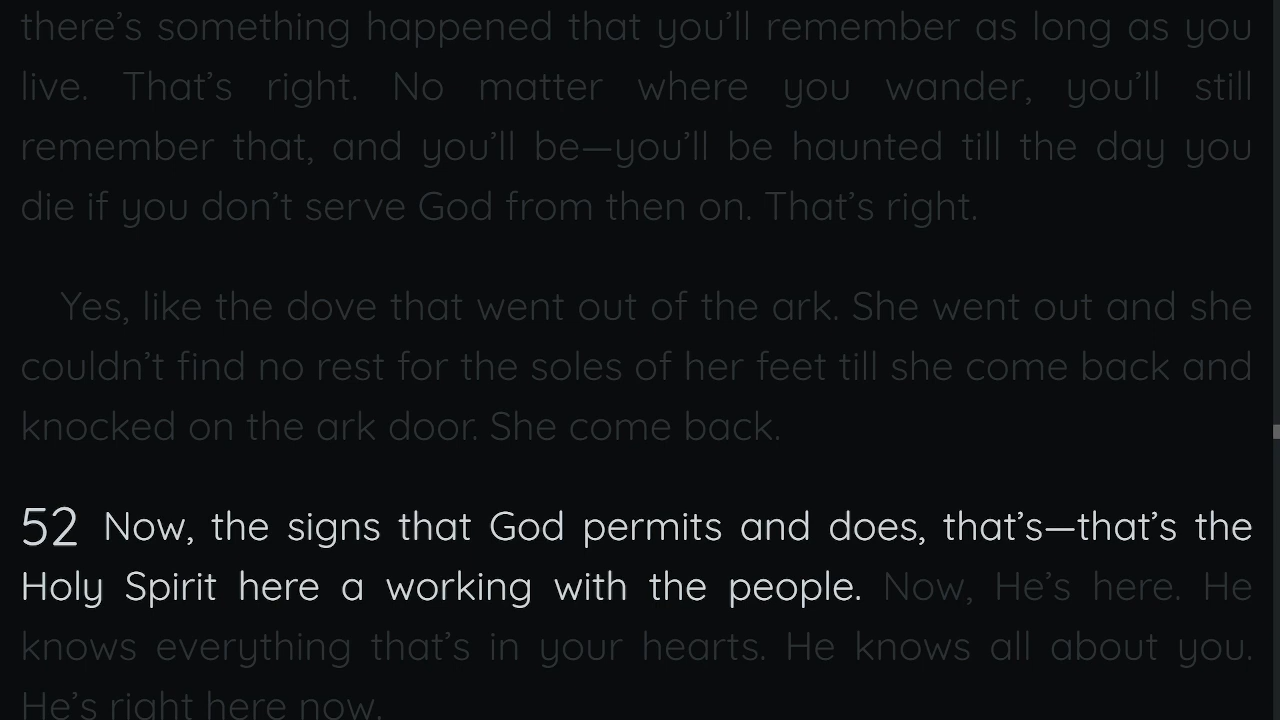 there’s something happened that you’ll remember as long as you
live. That’s right. No matter where you wander, you’ll still
remember that, and you’ll be—you’ll be haunted till the day you
die if you don’t serve God from then on. That’s right.
Yes, like the dove that went out of the ark. She went out and she
couldn’t find no rest for the soles of her feet till she come back and
knocked on the ark door. She come back.
52 Now, the signs that God permits and does, that’s—that’s the
Holy Spirit here a working with the people. Now, He’s here. He
knows everything that’s in your hearts. He knows all about you.
He’s right here now.